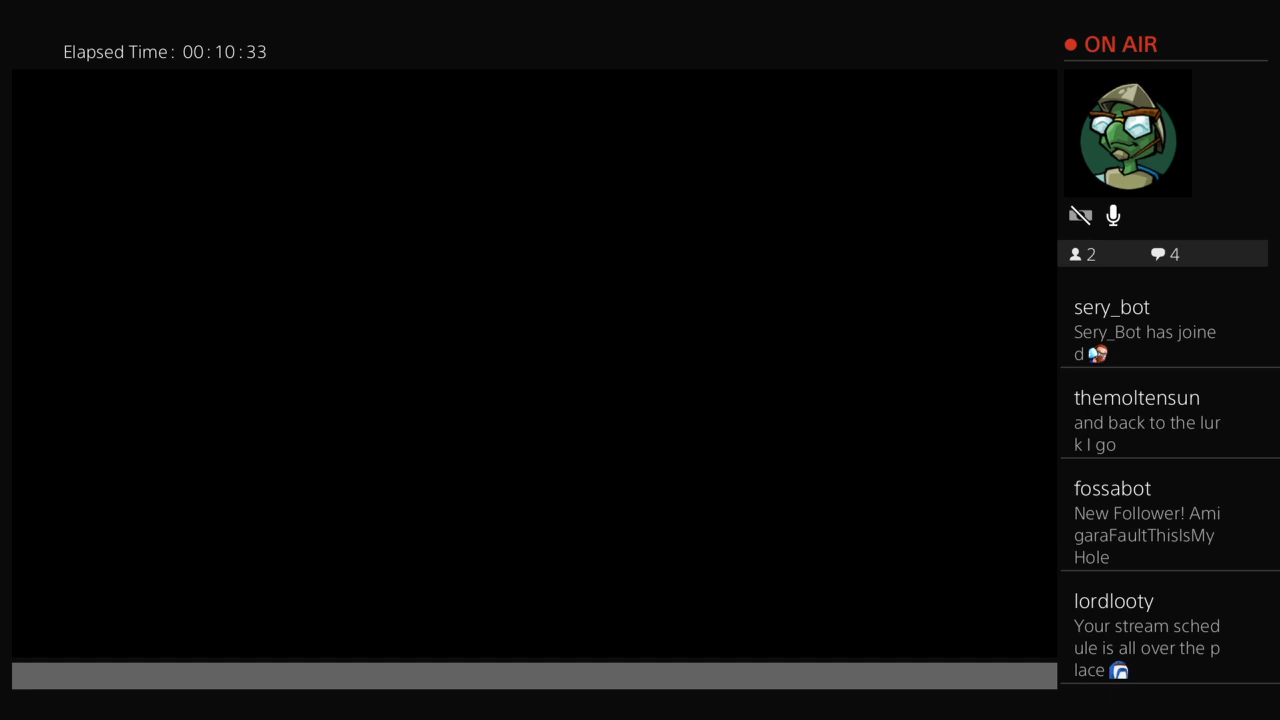 Elapsed Time: 00:10:33
ON AIR
2 4
sery_bot
Sery_Bot has joine
d
themoltensun
and back to the lur
k I go
fossabot
New Follower! Ami
garaFaultThisIsMy
Hole
lordlooty
Your stream sched
ule is all over the p
lace